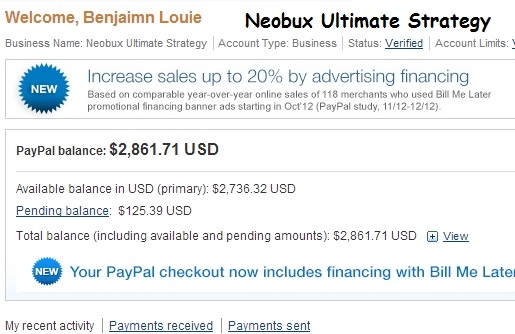 Welcome, Benjaimn Louie Neobux Ultimate Strategy
Business Name: Neobux Ultimate Strategy | Account Type: Business | Status: Verified | Account Limits:
NEW
Increase sales up to 20% by advertising financing
Based on comparable year-over-year online sales of 118 merchants who used Bill Me Later
promotional financing banner ads starting in Oct'12 (PayPal study, 11/12-12/12).
PayPal balance: $2,861.71 USD
Available balance in USD (primary): $2,736.32 USD
Pending balance: $125.39 USD
Total balance (including available and pending amounts): $2,861.71 USD + View
NEW Your PayPal checkout now includes financing with Bill Me Later
My recent activity | Payments received | Payments sent